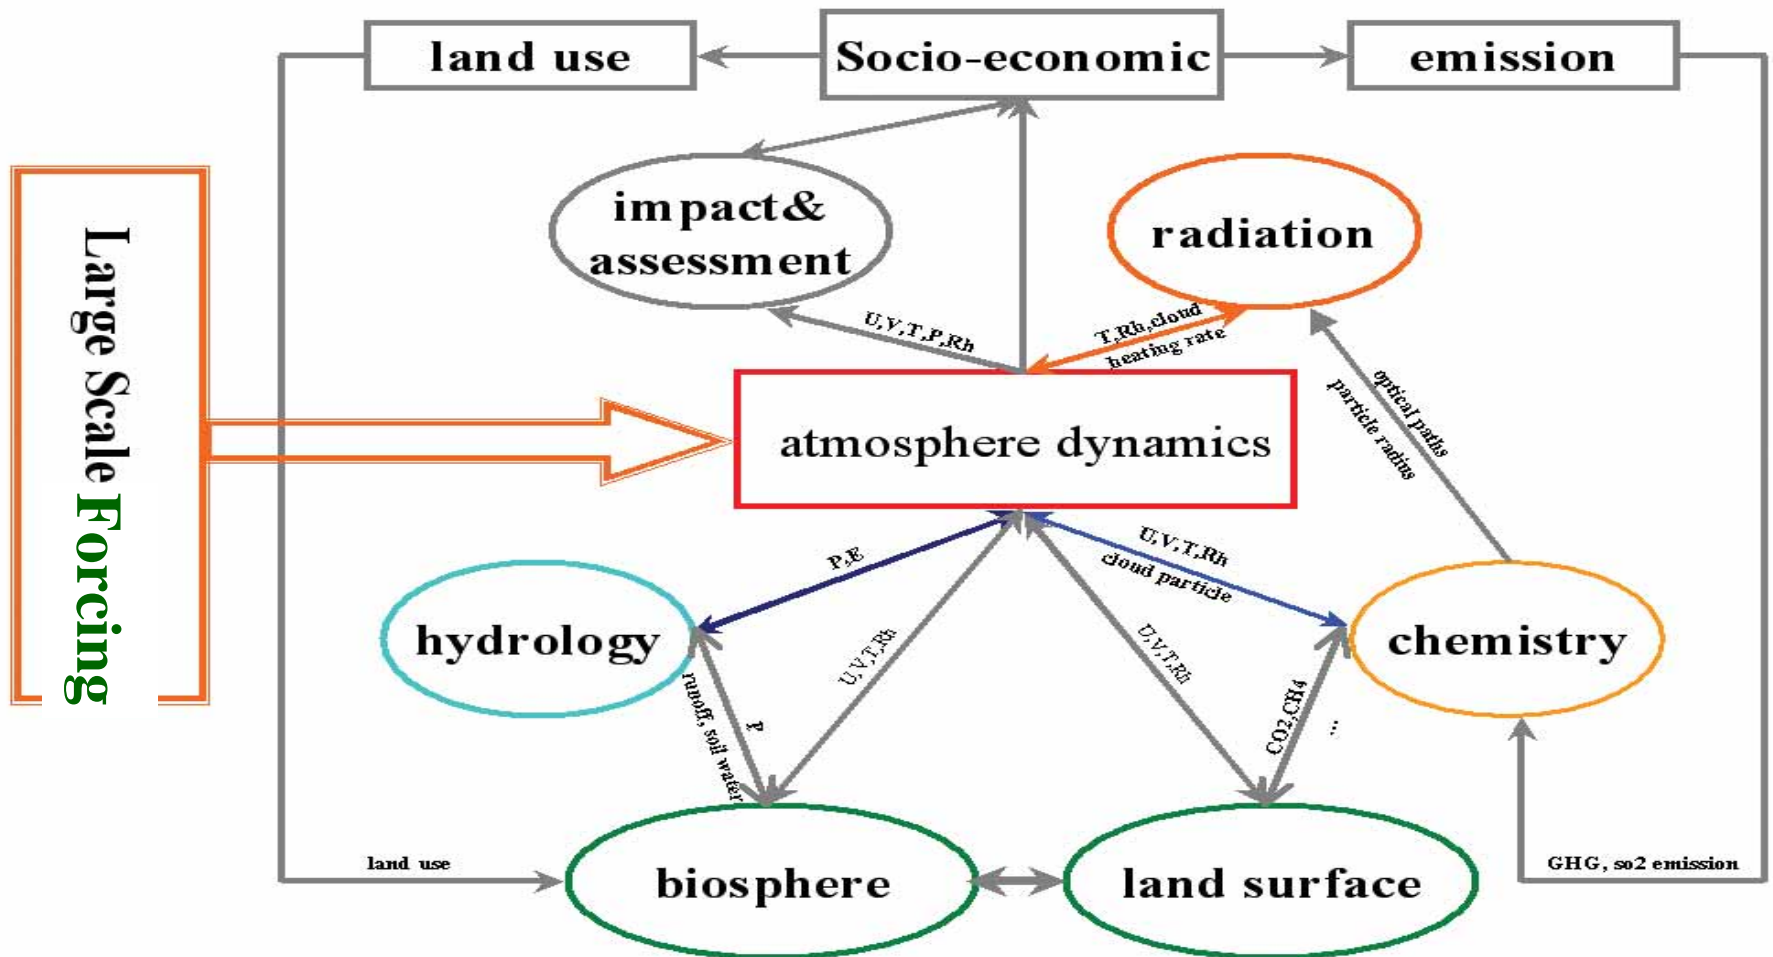 land use
Socio-economic
emission
Large Scale Forcing
impact&
assessment
radiation
U,V,T,P,Rh
T,Rh,cloud
heating rate
optical paths
particle radius
atmosphere dynamics
P,E
U,V,T,Rh
cloud particle
hydrology
U,V,T,Rh
U,V,T,Rh
chemistry
runoff, soil water
P
CO2,CH4
...
land use
biosphere
land surface
GHG, so2 emission